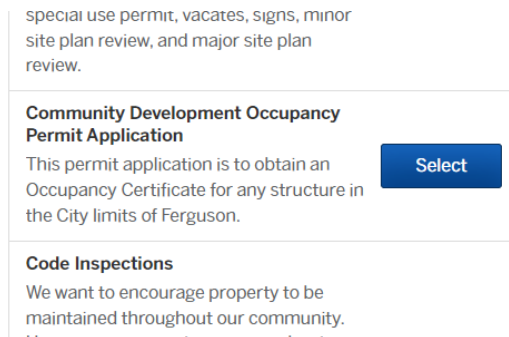 special use permit, vacates, signs, minor
site plan review, and major site plan
review.
Community Development Occupancy
Permit Application
This permit application is to obtain an
Occupancy Certificate for any structure in
the City limits of Ferguson.
Select
Code Inspections
We want to encourage property to be
maintained throughout our community.